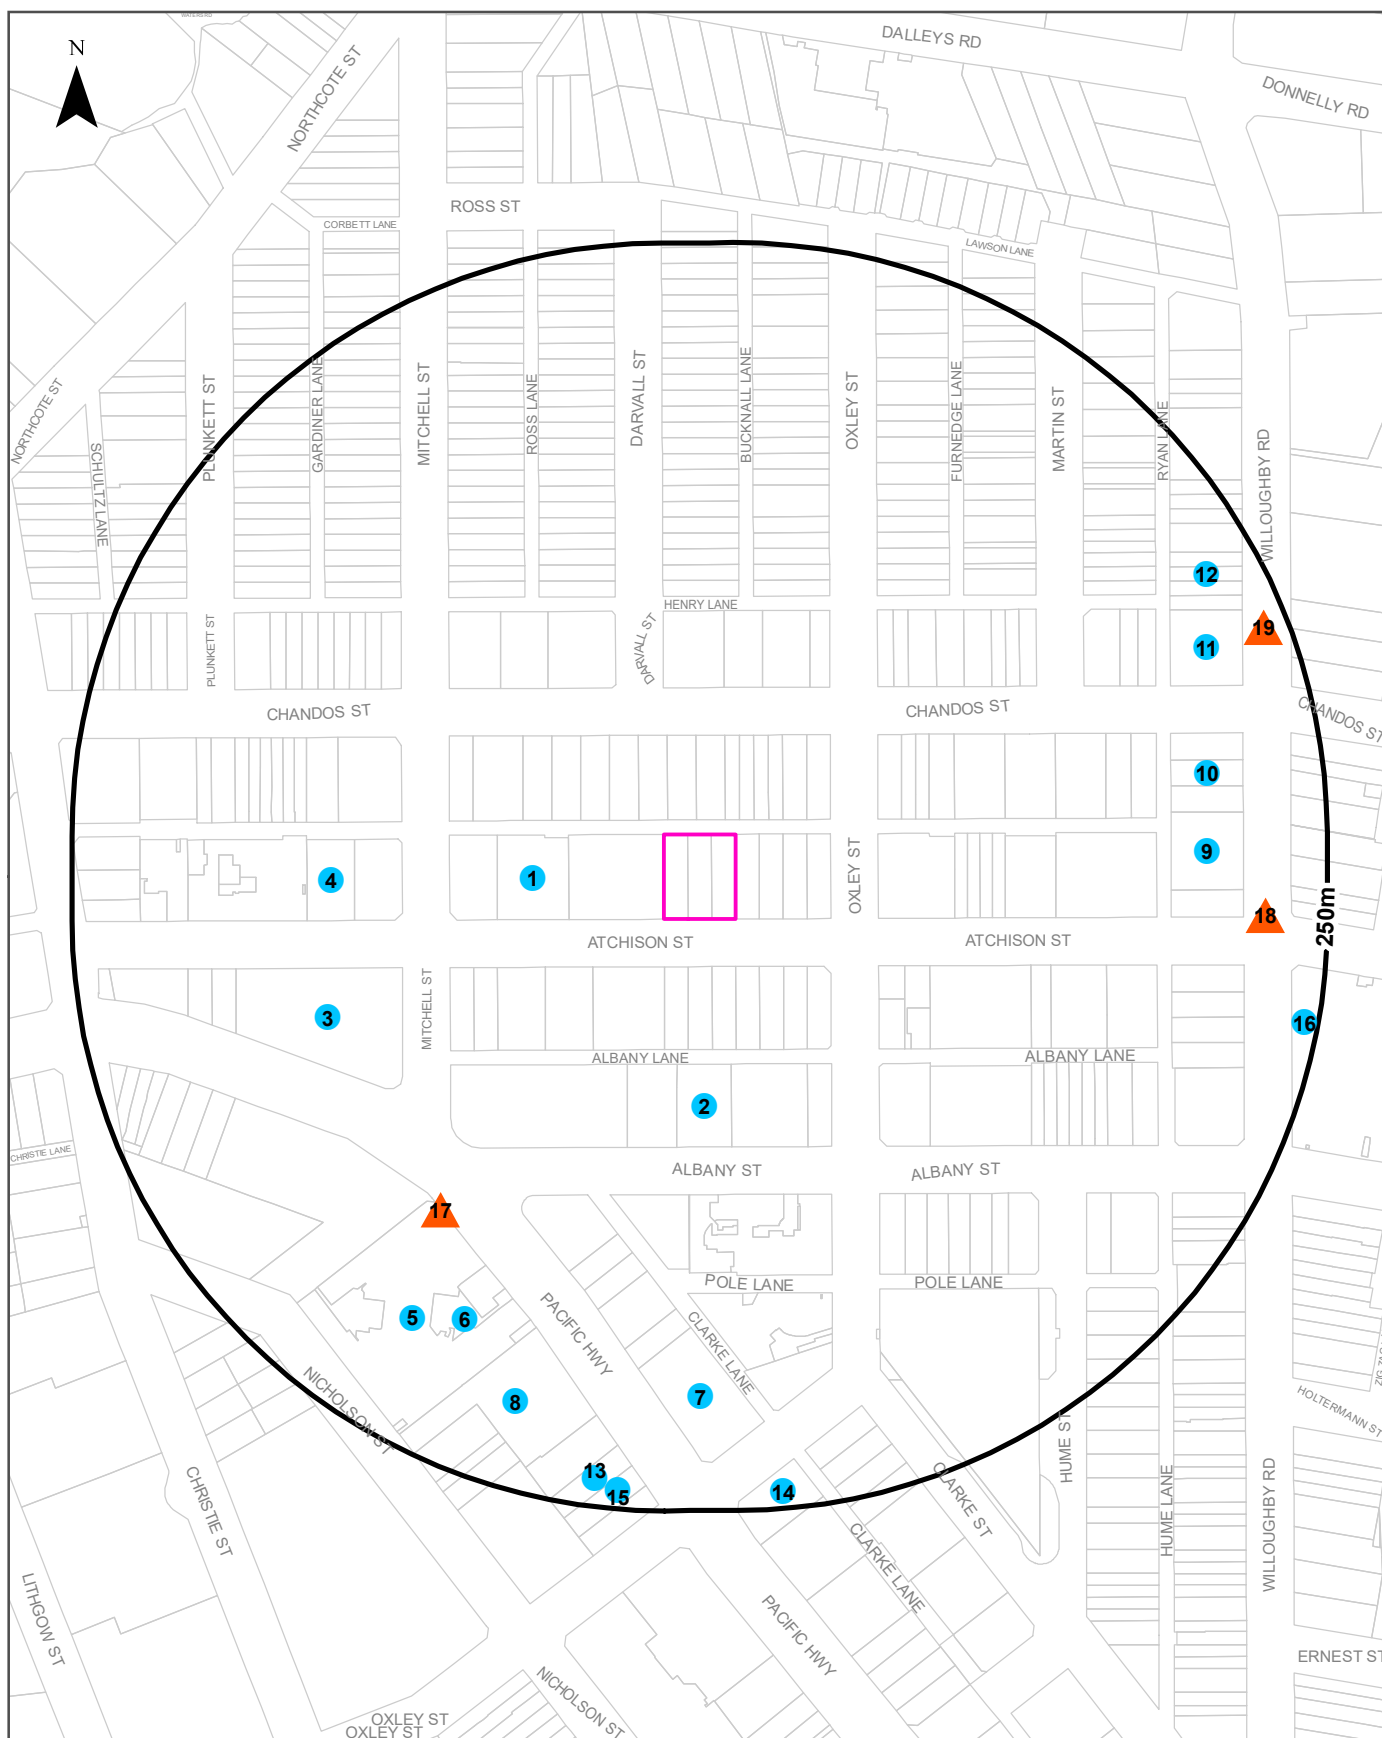 WATERS RD
DALLEYS RD
N
NORTHCOTE ST
DONNELLY RD
ROSS ST
CORBETT LANE
LAWSON LANE
NORTHCOTE ST
SCHULTZ LANE
PLUNKETT ST
GARDINER LANE
MITCHELL ST
ROSS LANE
DARVALL ST
BUCKNALL LANE
OXLEY ST
FURNEDGE LANE
MARTIN ST
RYAN LANE
WILLOUGHBY RD
12
HENRY LANE
19
PLUNKETT ST
DARVALL ST
11
CHANDOS ST
CHANDOS ST
CHANDOS ST
10
OXLEY ST
9
4
1
250m
18
ATCHISON ST
ATCHISON ST
MITCHELL ST
3
16
ALBANY LANE
ALBANY LANE
2
CHRISTIE LANE
ALBANY ST
ALBANY ST
17
POLE LANE
POLE LANE
5
6
PACIFIC HWY
CLARKE LANE
NICHOLSON ST
8
7
HOLTERMANN ST
HUME ST
13
15
14
CHRISTIE ST
CLARKE ST
HUME LANE
WILLOUGHBY RD
CLARKE LANE
LITHGOW ST
PACIFIC HWY
ERNEST ST
NICHOLSON ST
OXLEY ST
OXLEY ST